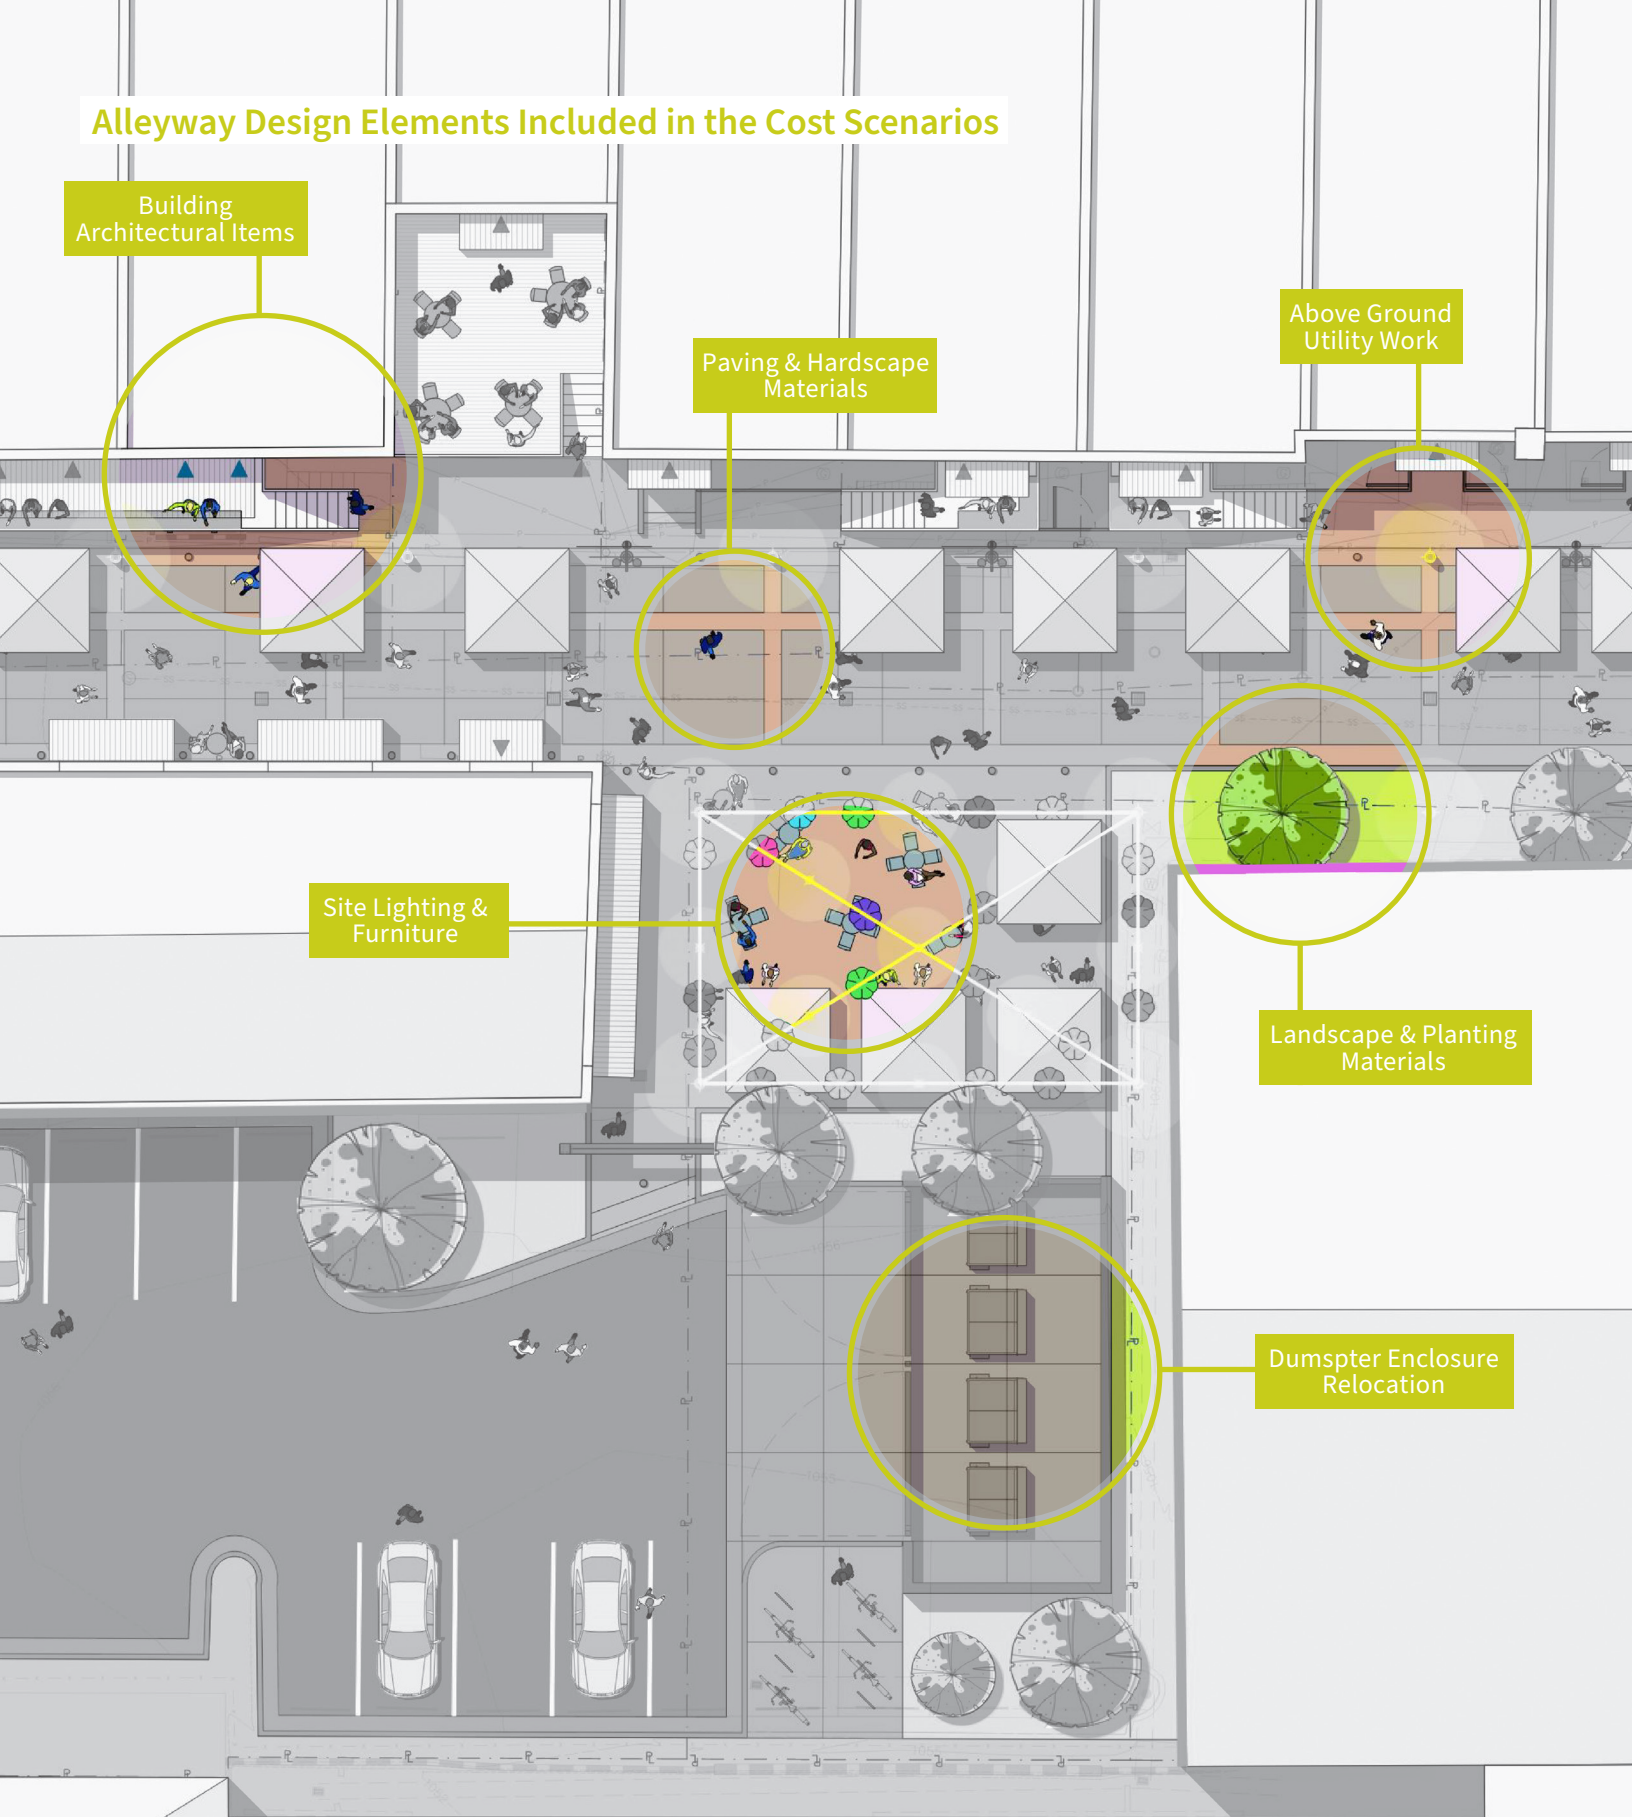 Alleyway Design Elements Included in the Cost Scenarios
Building
Architectural Items
Above Ground
Utility Work
Paving & Hardscape
Materials
Site Lighting &
Furniture
Landscape & Planting
Materials
Dumspter Enclosure
Relocation